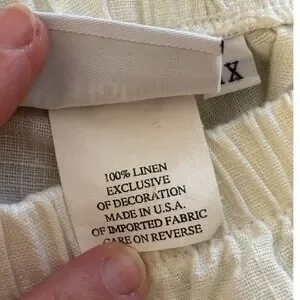 X
100% LINEN
EXCLUSIVE
OF DECORATION
MADE IN U.S.A.
OF IMPORTED FABRIC
CARE ON REVERSE